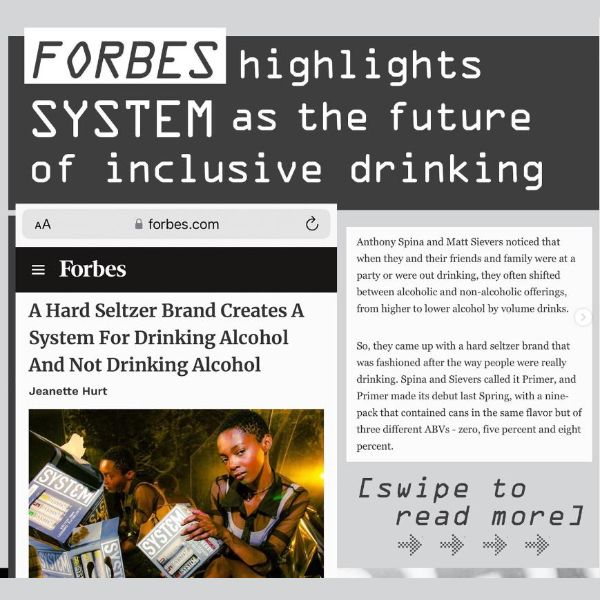 FORBES highlights
SYSTEM as the future
of inclusive drinking
AA forbes.com
Forbes
A Hard Seltzer Brand Creates A
System For Drinking Alcohol
And Not Drinking Alcohol
Jeanette Hurt
SYSTEM
SYSTEM
Anthony Spina and Matt Sievers noticed that
when they and their friends and family were at a
party or were out drinking, they often shifted
between alcoholic and non-alcoholic offerings,
from higher to lower alcohol by volume drinks.
So, they came up with a hard seltzer brand that
was fashioned after the way people were really
drinking. Spina and Sievers called it Primer, and
Primer made its debut last Spring, with a nine-
pack that contained cans in the same flavor but of
three different ABVs - zero, five percent and eight
percent.
[swipe to
read more]